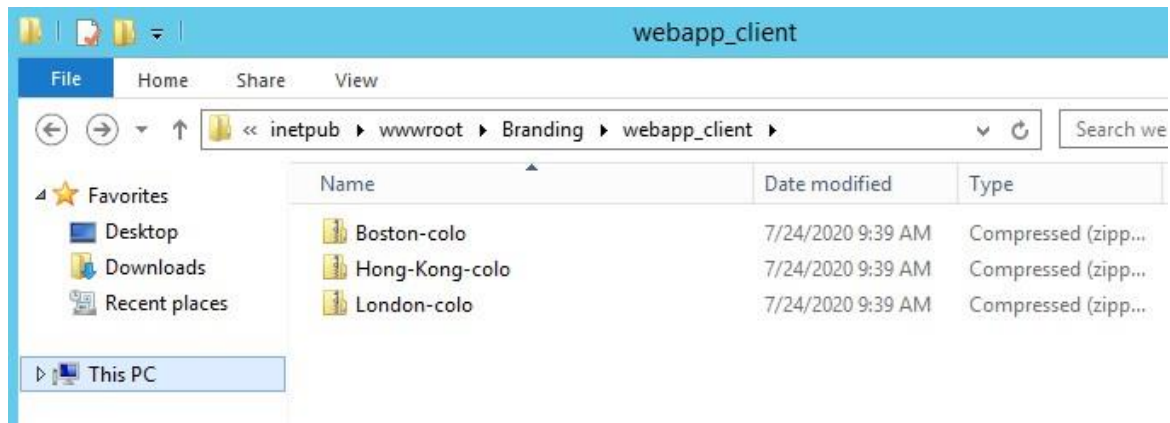 webapp_client
File Home Share View
« inetpub ▸ wwwroot ▸ Branding ▸ webapp_client ▸ Search we
Name Date modified Type
Favorites
Desktop
Downloads
Recent places
This PC
Boston-colo 7/24/2020 9:39 AM Compressed (zipp...
Hong-Kong-colo 7/24/2020 9:39 AM Compressed (zipp...
London-colo 7/24/2020 9:39 AM Compressed (zipp...